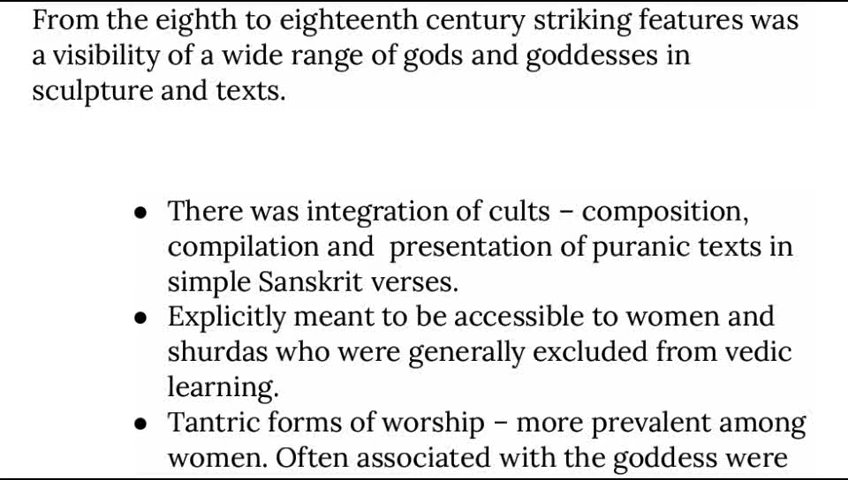 From the eighth to eighteenth century striking features was
a visibility of a wide range of gods and goddesses in
sculpture and texts.
● There was integration of cults – composition,
compilation and presentation of puranic texts in
simple Sanskrit verses.
● Explicitly meant to be accessible to women and
shurdas who were generally excluded from vedic
learning.
● Tantric forms of worship – more prevalent among
women. Often associated with the goddess were